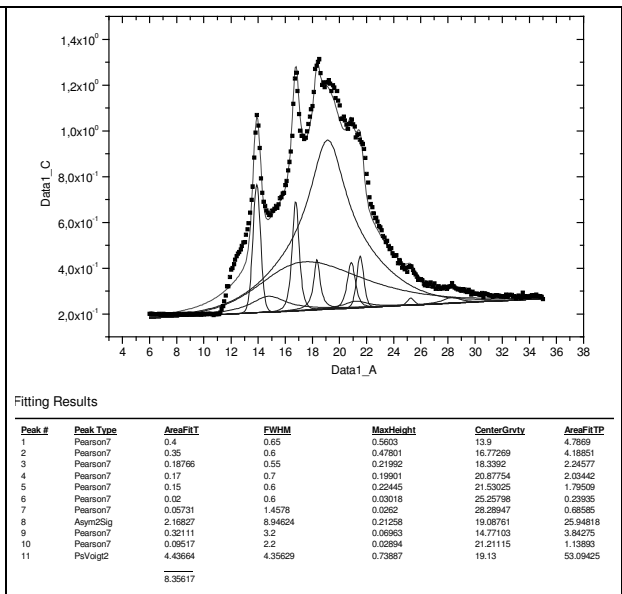 1,4x10⁰
1,2x10⁰
1,0x10⁰
8,0x10⁻¹
6,0x10⁻¹
4,0x10⁻¹
2,0x10⁻¹
Data1_C
4 6 8 10 12 14 16 18 20 22 24 26 28 30 32 34 36 38
Data1_A
Fitting Results
Peak # Peak Type AreaFitT FWHM MaxHeight CenterGrvty AreaFitTP
1 Pearson7 0.4 0.65 0.5603 13.9 4.7869
2 Pearson7 0.35 0.6 0.47801 16.77269 4.18851
3 Pearson7 0.18766 0.55 0.21992 18.3392 2.24577
4 Pearson7 0.17 0.7 0.19901 20.87754 2.03442
5 Pearson7 0.15 0.6 0.22445 21.53025 1.79509
6 Pearson7 0.02 0.6 0.03018 25.25798 0.23935
7 Pearson7 0.05731 1.4578 0.0262 28.28947 0.68585
8 Asym2Sig 2.16827 8.94624 0.21258 19.08761 25.94818
9 Pearson7 0.32111 3.2 0.06963 14.77103 3.84275
10 Pearson7 0.09517 2.2 0.02894 21.21115 1.13893
11 PsVoigt2 4.43664 4.35629 0.73887 19.13 53.09425
8.35617